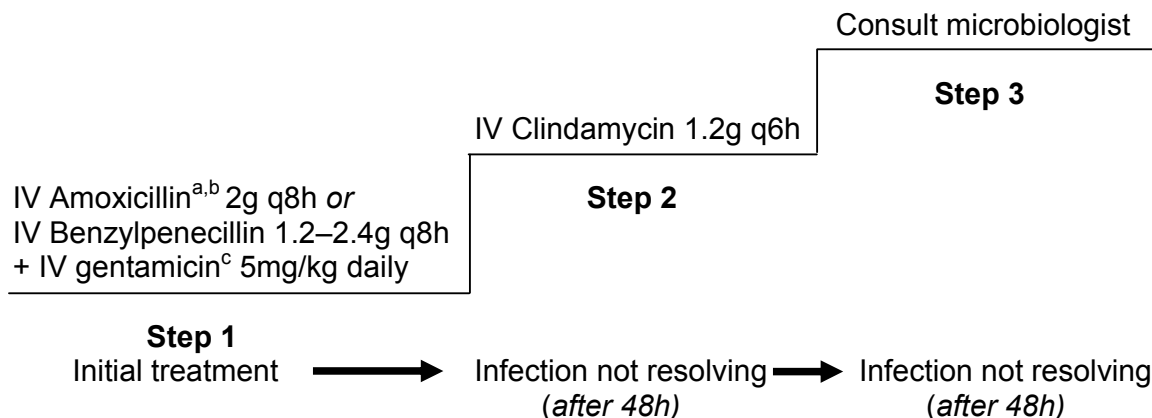 Consult microbiologist
Step 3
IV Clindamycin 1.2g q6h
Step 2
IV Amoxicillinᵃ,ᵇ 2g q8h or
IV Benzylpenecillin 1.2–2.4g q8h
+ IV gentamicinᶜ 5mg/kg daily
Step 1
Initial treatment
Infection not resolving
(after 48h)
Infection not resolving
(after 48h)